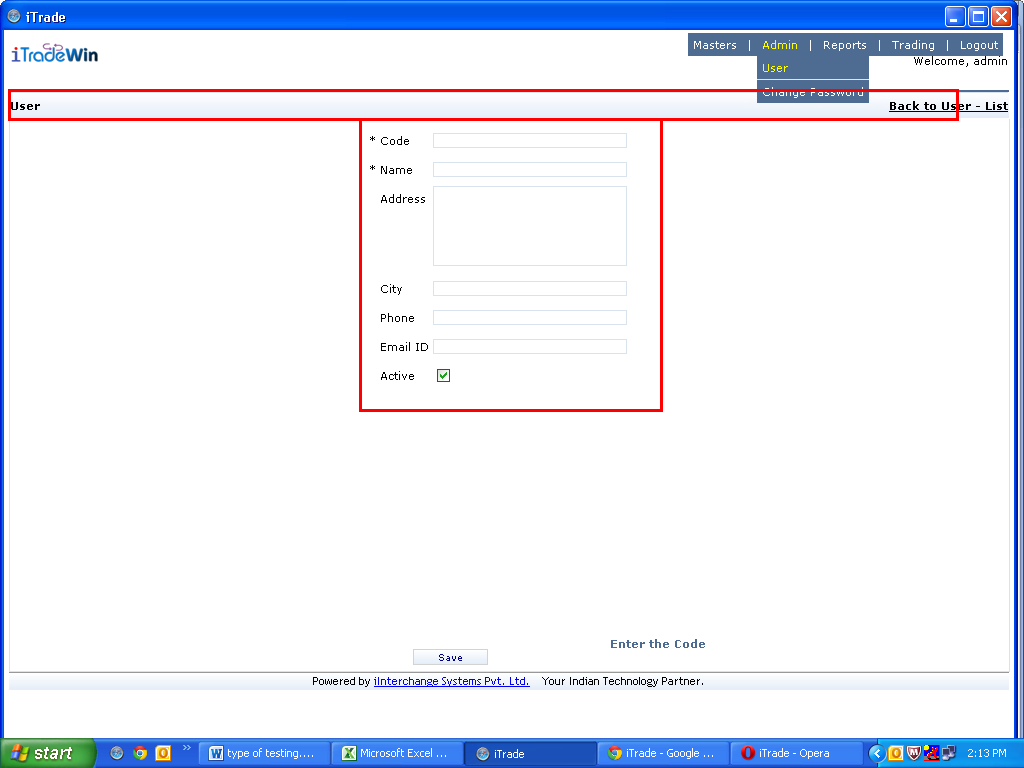 iTrade
iTradeWin
Masters | Admin | Reports | Trading | Logout
User
Welcome, admin
Change Password
User
Back to User - List
* Code
* Name
Address
City
Phone
Email ID
Active
Enter the Code
Save
Powered by iInterchange Systems Pvt. Ltd. Your Indian Technology Partner.
start
type of testing....
Microsoft Excel ...
iTrade
iTrade - Google ...
iTrade - Opera
2:13 PM